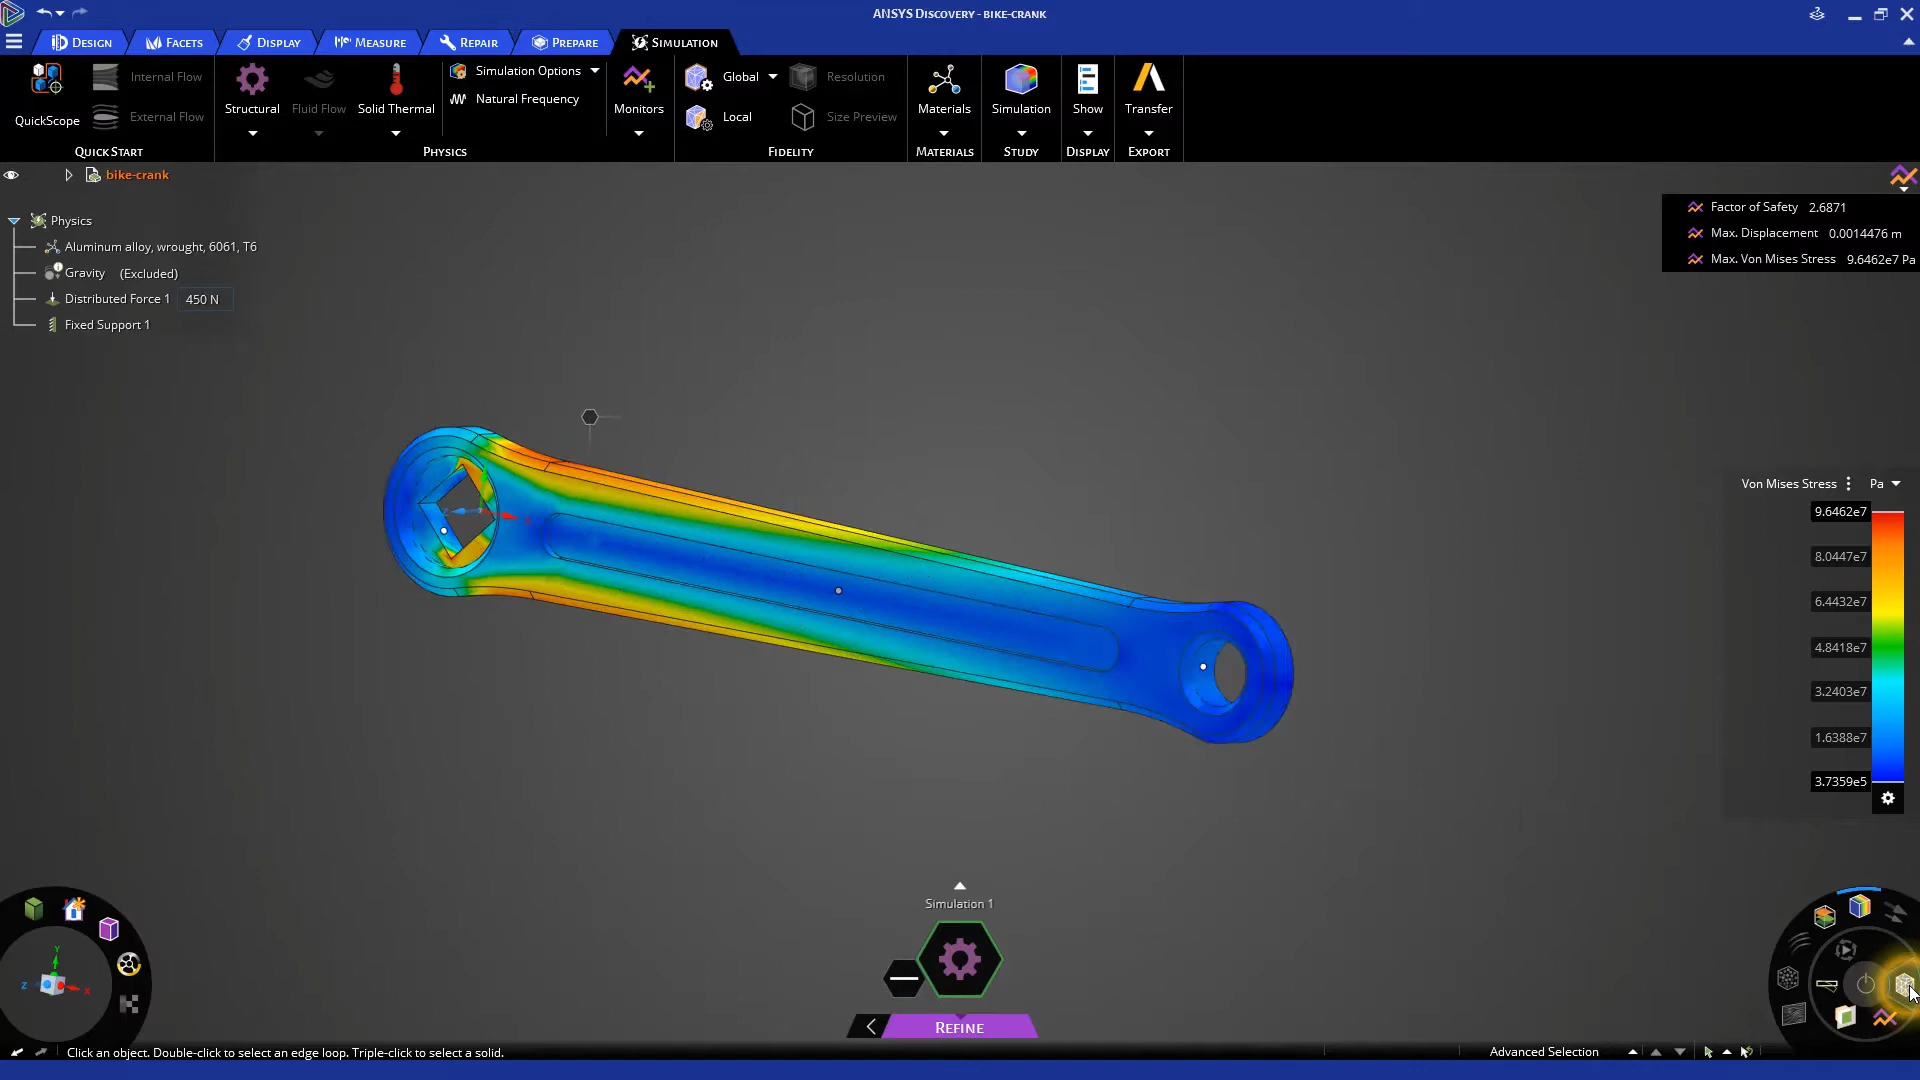 ANSYS DISCOVERY - BIKE-CRANK
DESIGN
FACETS
DISPLAY
MEASURE
REPAIR
PREPARE
SIMULATION
QuickScope
Internal Flow
External Flow
QUICK START
Structural
Fluid Flow
Solid Thermal
Simulation Options
Natural Frequency
PHYSICS
Monitors
Global
Local
Resolution
Size Preview
FIDELITY
Materials
MATERIALS
Simulation
STUDY
Show
DISPLAY
Transfer
EXPORT
bike-crank
Physics
Aluminum alloy, wrought, 6061, T6
Gravity (Excluded)
Distributed Force 1 450 N
Fixed Support 1
Factor of Safety 2.6871
Max. Displacement 0.0014476 m
Max. Von Mises Stress 9.6462e7 Pa
Von Mises Stress Pa
9.6462e7
8.0447e7
6.4432e7
4.8418e7
3.2403e7
1.6388e7
3.7359e5
Y
Z
X
Simulation 1
REFINE
Click an object. Double-click to select an edge loop. Triple-click to select a solid.
Advanced Selection